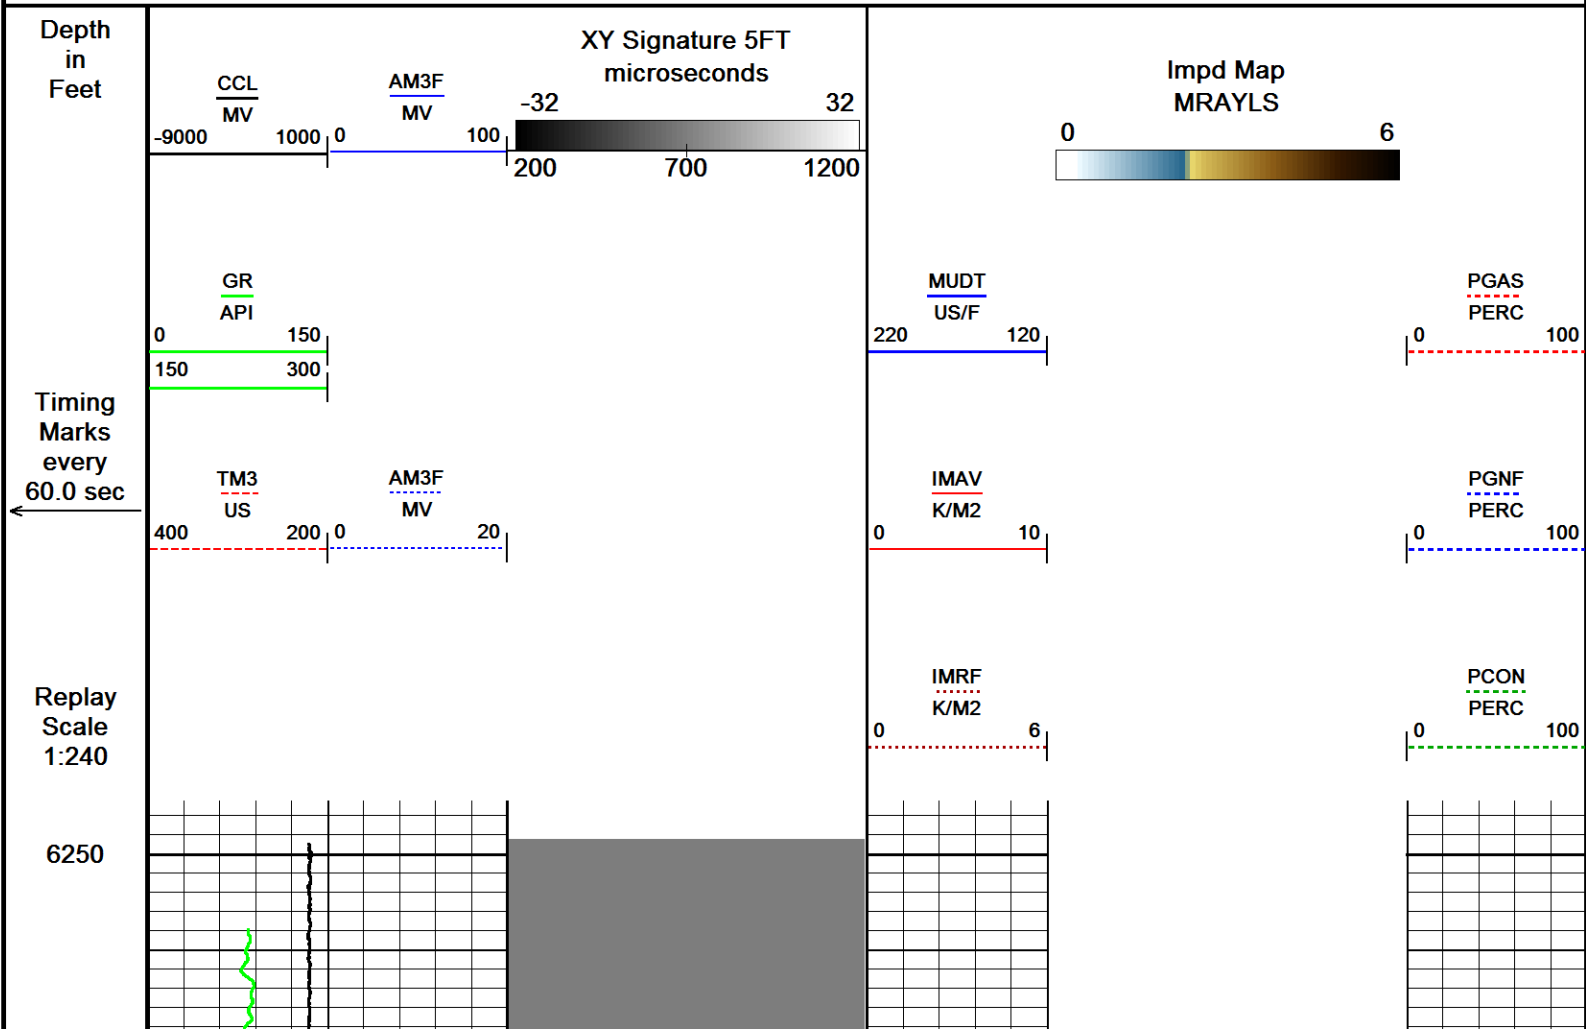 Depth
in
Feet
CCL
MV
-9000 1000
AM3F
MV
0 100
XY Signature 5FT
microseconds
-32 32
200 700 1200
Impd Map
MRAYLS
0 6
GR
API
0 150
150 300
MUDT
US/F
220 120
PGAS
PERC
0 100
Timing
Marks
every
60.0 sec
TM3
US
400 200
AM3F
MV
0 20
IMAV
K/M2
0 10
PGNF
PERC
0 100
Replay
Scale
1:240
IMRF
K/M2
0 6
PCON
PERC
0 100
6250